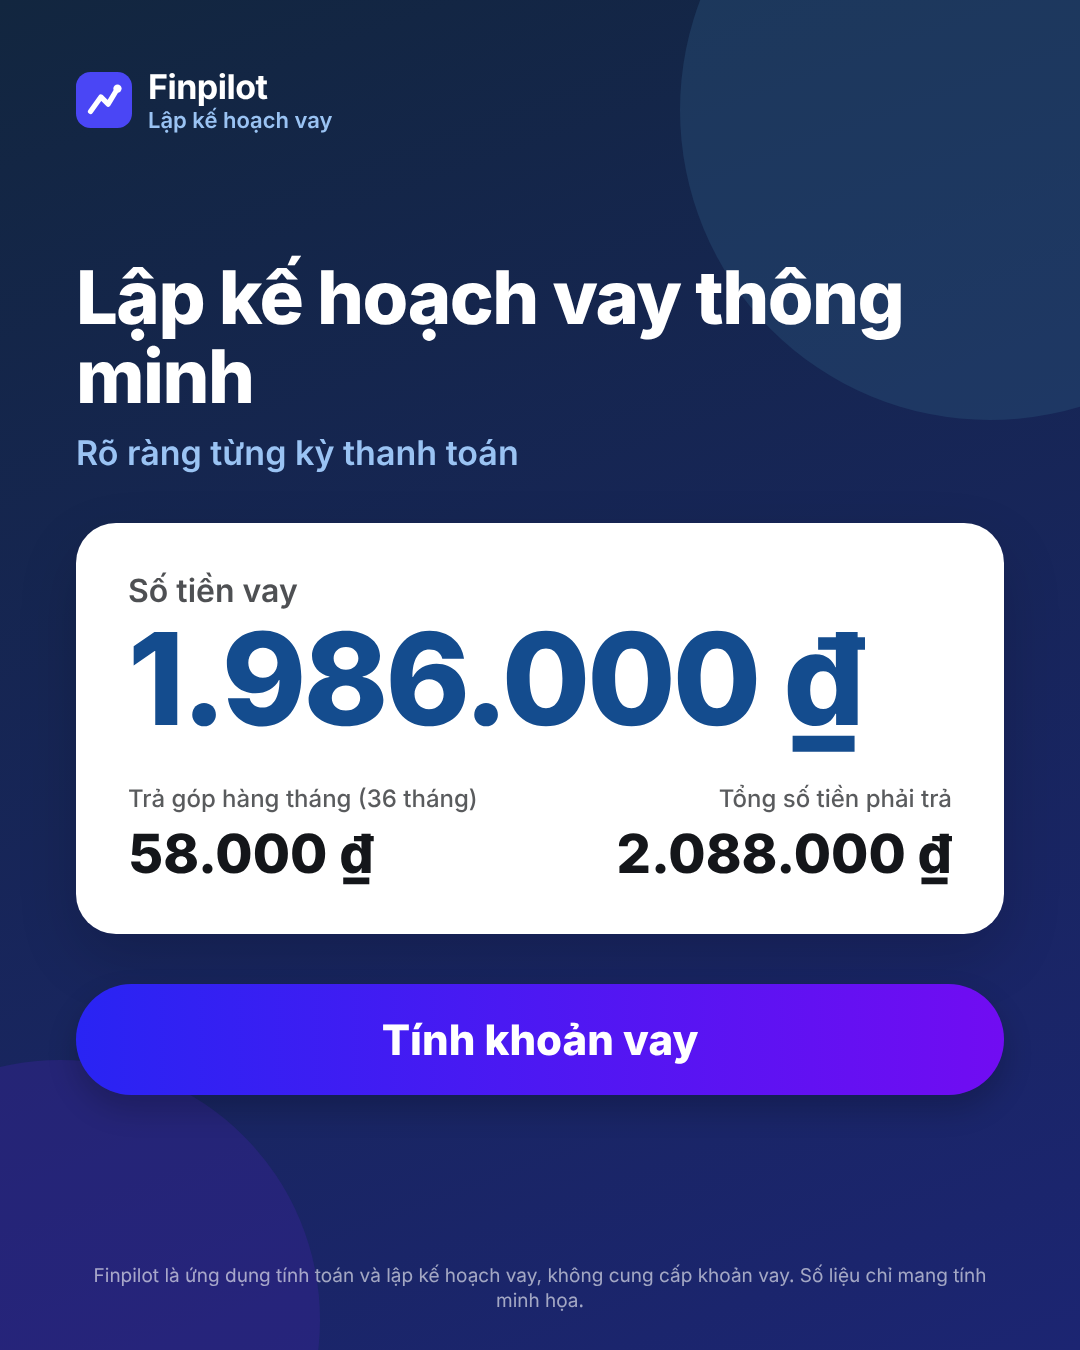 Finpilot
Lập kế hoạch vay
Lập kế hoạch vay thông
minh
Rõ ràng từng kỳ thanh toán
Số tiền vay
1.986.000 ₫
Trả góp hàng tháng (36 tháng)
58.000 ₫
Tổng số tiền phải trả
2.088.000 ₫
Tính khoản vay
Finpilot là ứng dụng tính toán và lập kế hoạch vay, không cung cấp khoản vay. Số liệu chỉ mang tính
minh họa.